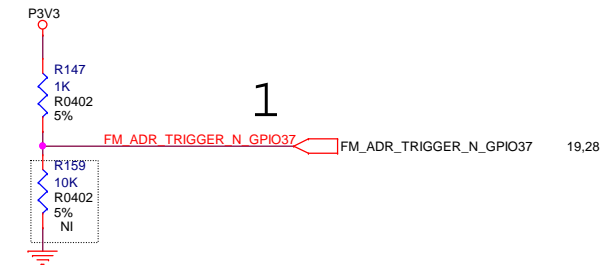 P3V3
R147
1K
R0402
5%
1
FM_ADR_TRIGGER_N_GPIO37
FM_ADR_TRIGGER_N_GPIO37 19,28
R159
10K
R0402
5%
NI